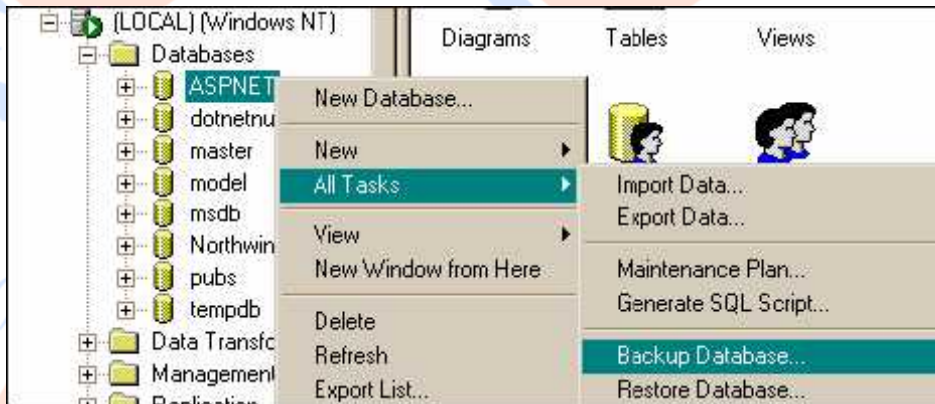 (LOCAL) (Windows NT)
Databases
ASPNET
dotnetnu
master
model
msdb
Northwin
pubs
tempdb
Data Transfo
Management
Replication
Diagrams
Tables
Views
New Database...
New
All Tasks
View
New Window from Here
Delete
Refresh
Export List...
Import Data...
Export Data...
Maintenance Plan...
Generate SQL Script...
Backup Database...
Restore Database...